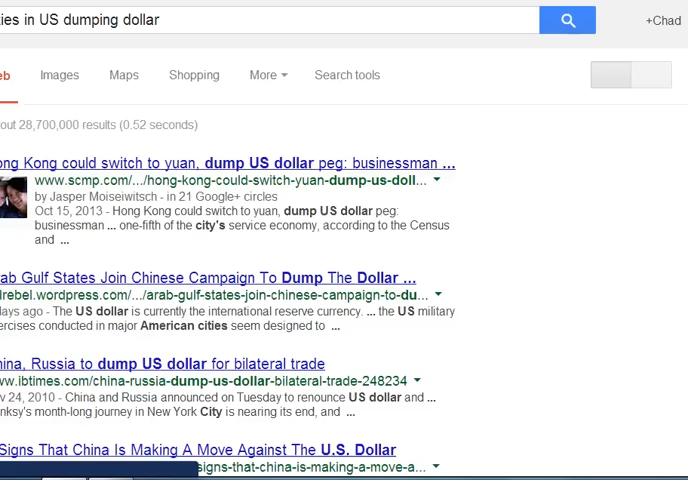 ies in US dumping dollar
+Chad
eb Images Maps Shopping More Search tools
out 28,700,000 results (0.52 seconds)
ong Kong could switch to yuan, dump US dollar peg: businessman ...
www.scmp.com/.../hong-kong-could-switch-yuan-dump-us-doll...
by Jasper Moiseiwitsch - in 21 Google+ circles
Oct 15, 2013 - Hong Kong could switch to yuan, dump US dollar peg:
businessman ... one-fifth of the city's service economy, according to the Census
and ...
rab Gulf States Join Chinese Campaign To Dump The Dollar ...
lrebel.wordpress.com/.../arab-gulf-states-join-chinese-campaign-to-du...
days ago - The US dollar is currently the international reserve currency. ... the US military
ercises conducted in major American cities seem designed to ...
hina, Russia to dump US dollar for bilateral trade
ww.ibtimes.com/china-russia-dump-us-dollar-bilateral-trade-248234
v 24, 2010 - China and Russia announced on Tuesday to renounce US dollar and ...
nksy's month-long journey in New York City is nearing its end, and ...
Signs That China Is Making A Move Against The U.S. Dollar
signs-that-china-is-making-a-move-a...